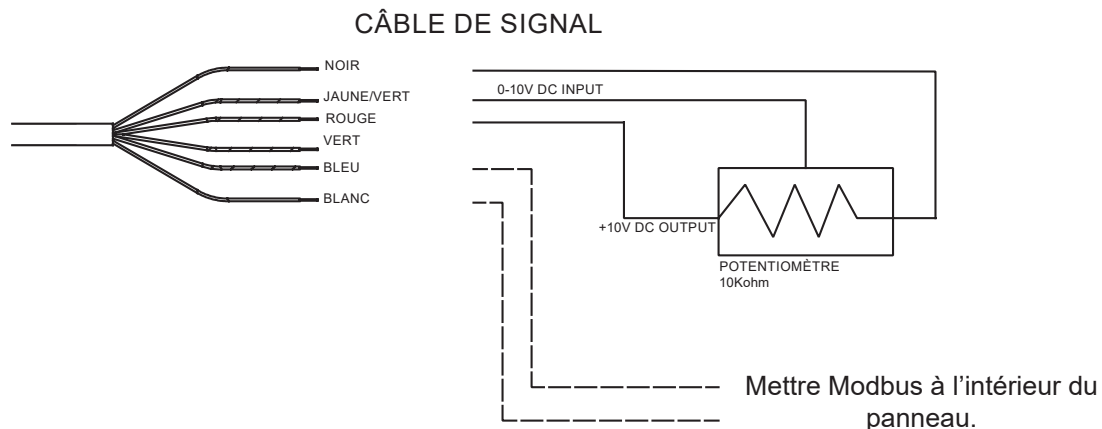 CÂBLE DE SIGNAL
NOIR
JAUNE/VERT
0-10V DC INPUT
ROUGE
VERT
BLEU
BLANC
+10V DC OUTPUT
POTENTIOMÈTRE
10Kohm
Mettre Modbus à l’intérieur du
panneau.